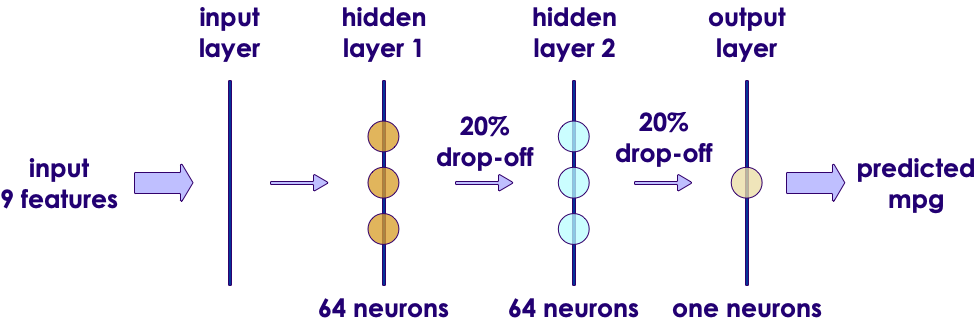 input
layer
hidden
layer 1
hidden
layer 2
output
layer
20%
drop-off
20%
drop-off
input
9 features
predicted
mpg
64 neurons
64 neurons
one neurons